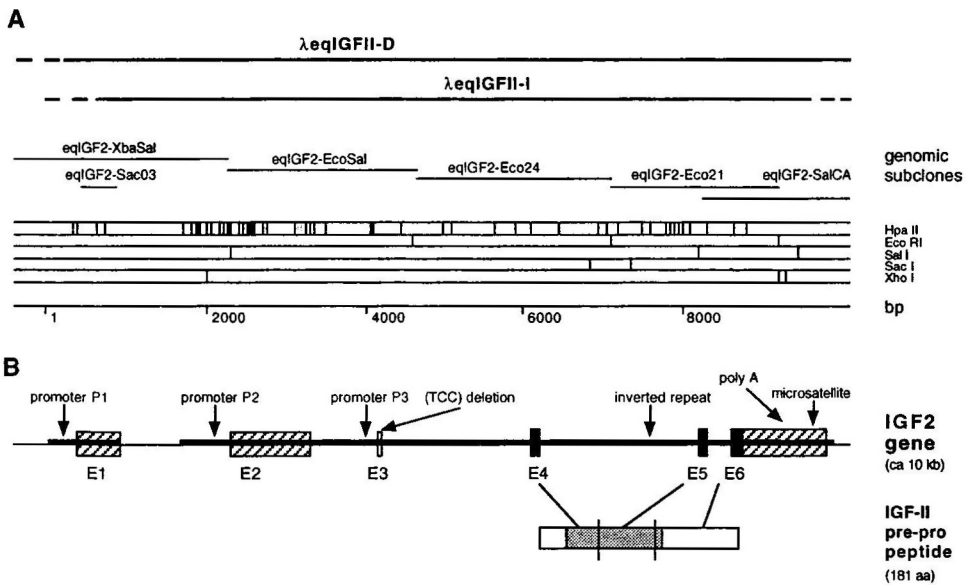 A
λeqIGFII-D
λeqIGFII-I
eqIGF2-XbaSal
eqIGF2-Sac03
eqIGF2-EcoSal
eqIGF2-Eco24
eqIGF2-Eco21
eqIGF2-SalCA
genomic
subclones
Hpa II
Eco RI
Sal I
Sac I
Xho I
bp
1 2000 4000 6000 8000
B
promoter P1
promoter P2
promoter P3
(TCC) deletion
inverted repeat
poly A
microsatellite
E1 E2 E3 E4 E5 E6
IGF2
gene
(ca 10 kb)
IGF-II
pre-pro
peptide
(181 aa)